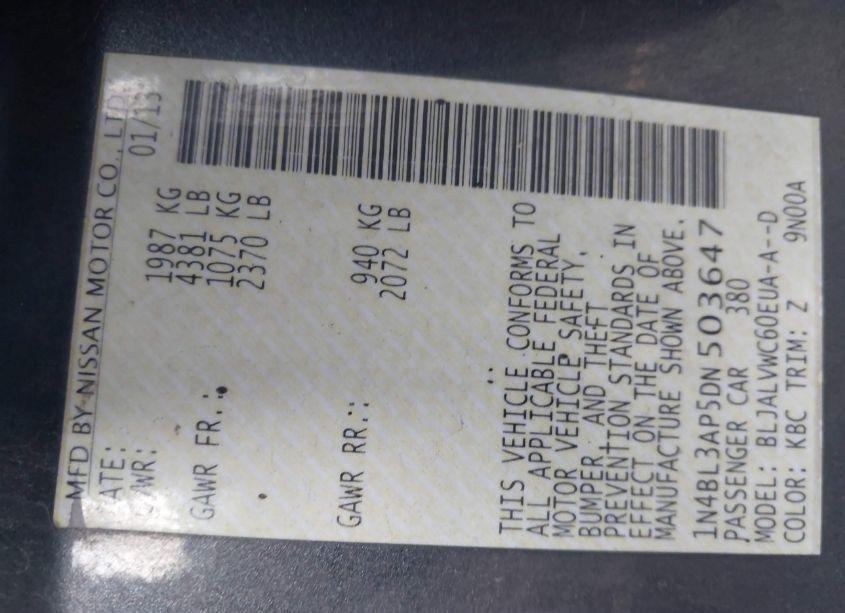 MFD BY NISSAN MOTOR CO., LTD.
ATE: 01/13
WR: 1987 KG
4381 LB
GAWR FR.: 1075 KG
2370 LB
GAWR RR.: 940 KG
2072 LB
THIS VEHICLE CONFORMS TO
ALL APPLICABLE FEDERAL
MOTOR VEHICLE SAFETY,
BUMPER, AND THEFT
PREVENTION STANDARDS IN
EFFECT ON THE DATE OF
MANUFACTURE SHOWN ABOVE.
1N4BL3AP5DN503647
PASSENGER CAR 380
MODEL: BLJALVWC60EUA-A--D
COLOR: KBC TRIM: Z 9N00A